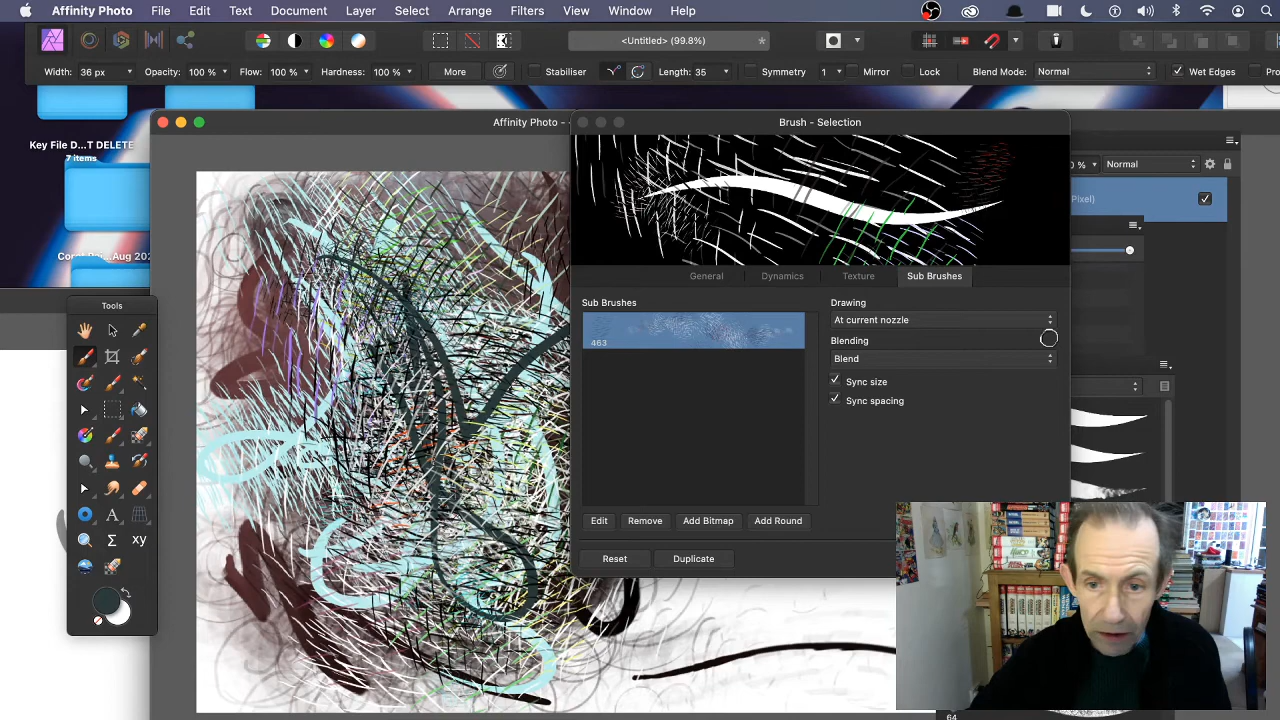 Affinity Photo File Edit Text Document Layer Select Arrange Filters View Window Help
<Untitled> (99.8%) *
Width: 36 px Opacity: 100 % Flow: 100 % Hardness: 100 % More Stabiliser Length: 35 Symmetry 1 Mirror Lock Blend Mode: Normal Wet Edges
Affinity Photo -
Brush - Selection
Key File D...T DELETE
7 items
Tools
General Dynamics Texture Sub Brushes
Sub Brushes
463
Drawing
At current nozzle
Blending
Blend
Sync size
Sync spacing
Edit Remove Add Bitmap Add Round
Reset Duplicate
% Normal
Pixel)
Σ xy
A
64